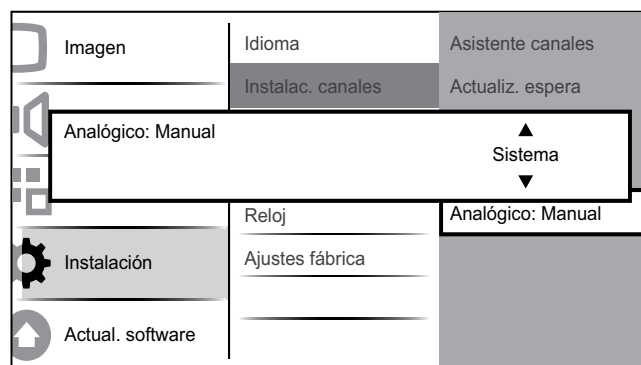 Imagen
Idioma
Asistente canales
Instalac. canales
Actualiz. espera
Analógico: Manual
Sistema
Reloj
Analógico: Manual
Instalación
Ajustes fábrica
Actual. software